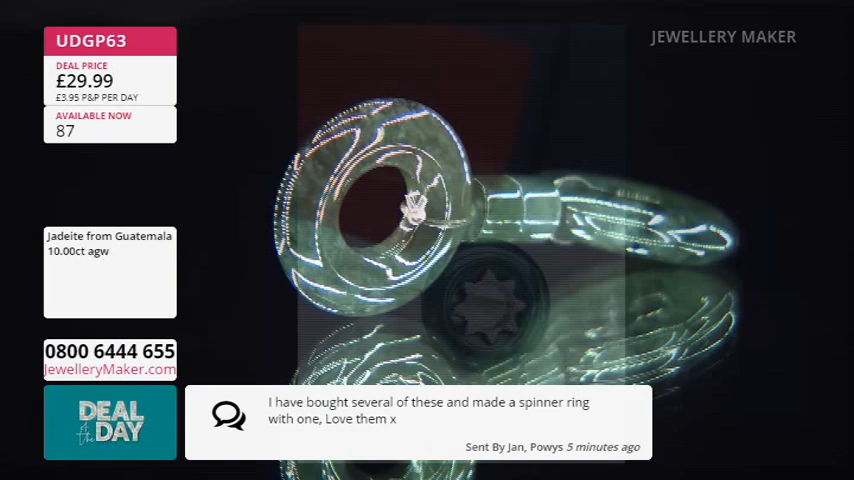 UDGP63
DEAL PRICE
£29.99
£3.95 P&P PER DAY
AVAILABLE NOW
87
JEWELLERY MAKER
Jadeite from Guatemala
10.00ct agw
0800 6444 655
JewelleryMaker.com
DEAL
of the
DAY
I have bought several of these and made a spinner ring
with one, Love them x
Sent By Jan, Powys 5 minutes ago